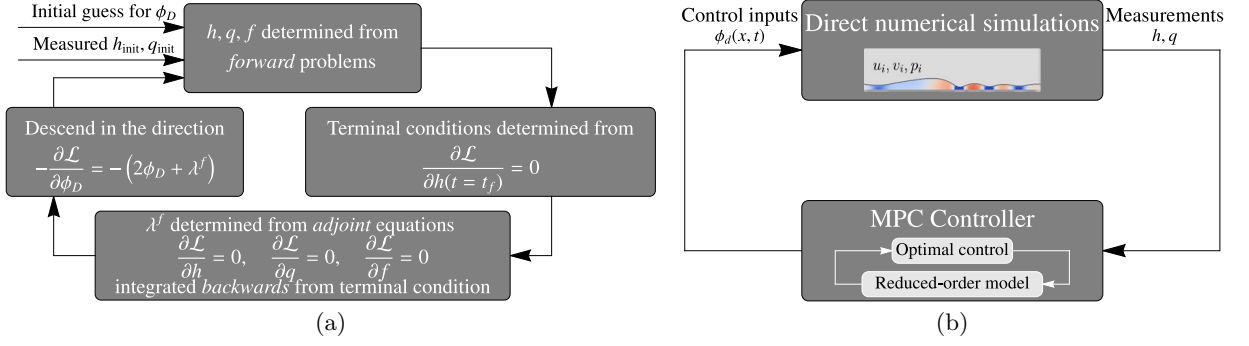 Initial guess for ϕ_D
Measured h_init, q_init
h, q, f determined from
forward problems
Descend in the direction
−∂ℒ/∂ϕ_D = −(2ϕ_D + λ^f)
Terminal conditions determined from
∂ℒ/∂h(t = t_f) = 0
λ^f determined from adjoint equations
∂ℒ/∂h = 0, ∂ℒ/∂q = 0, ∂ℒ/∂f = 0
integrated backwards from terminal condition
(a)
Control inputs
ϕ_d(x, t)
Direct numerical simulations
u_i, v_i, p_i
Measurements
h, q
MPC Controller
Optimal control
Reduced-order model
(b)